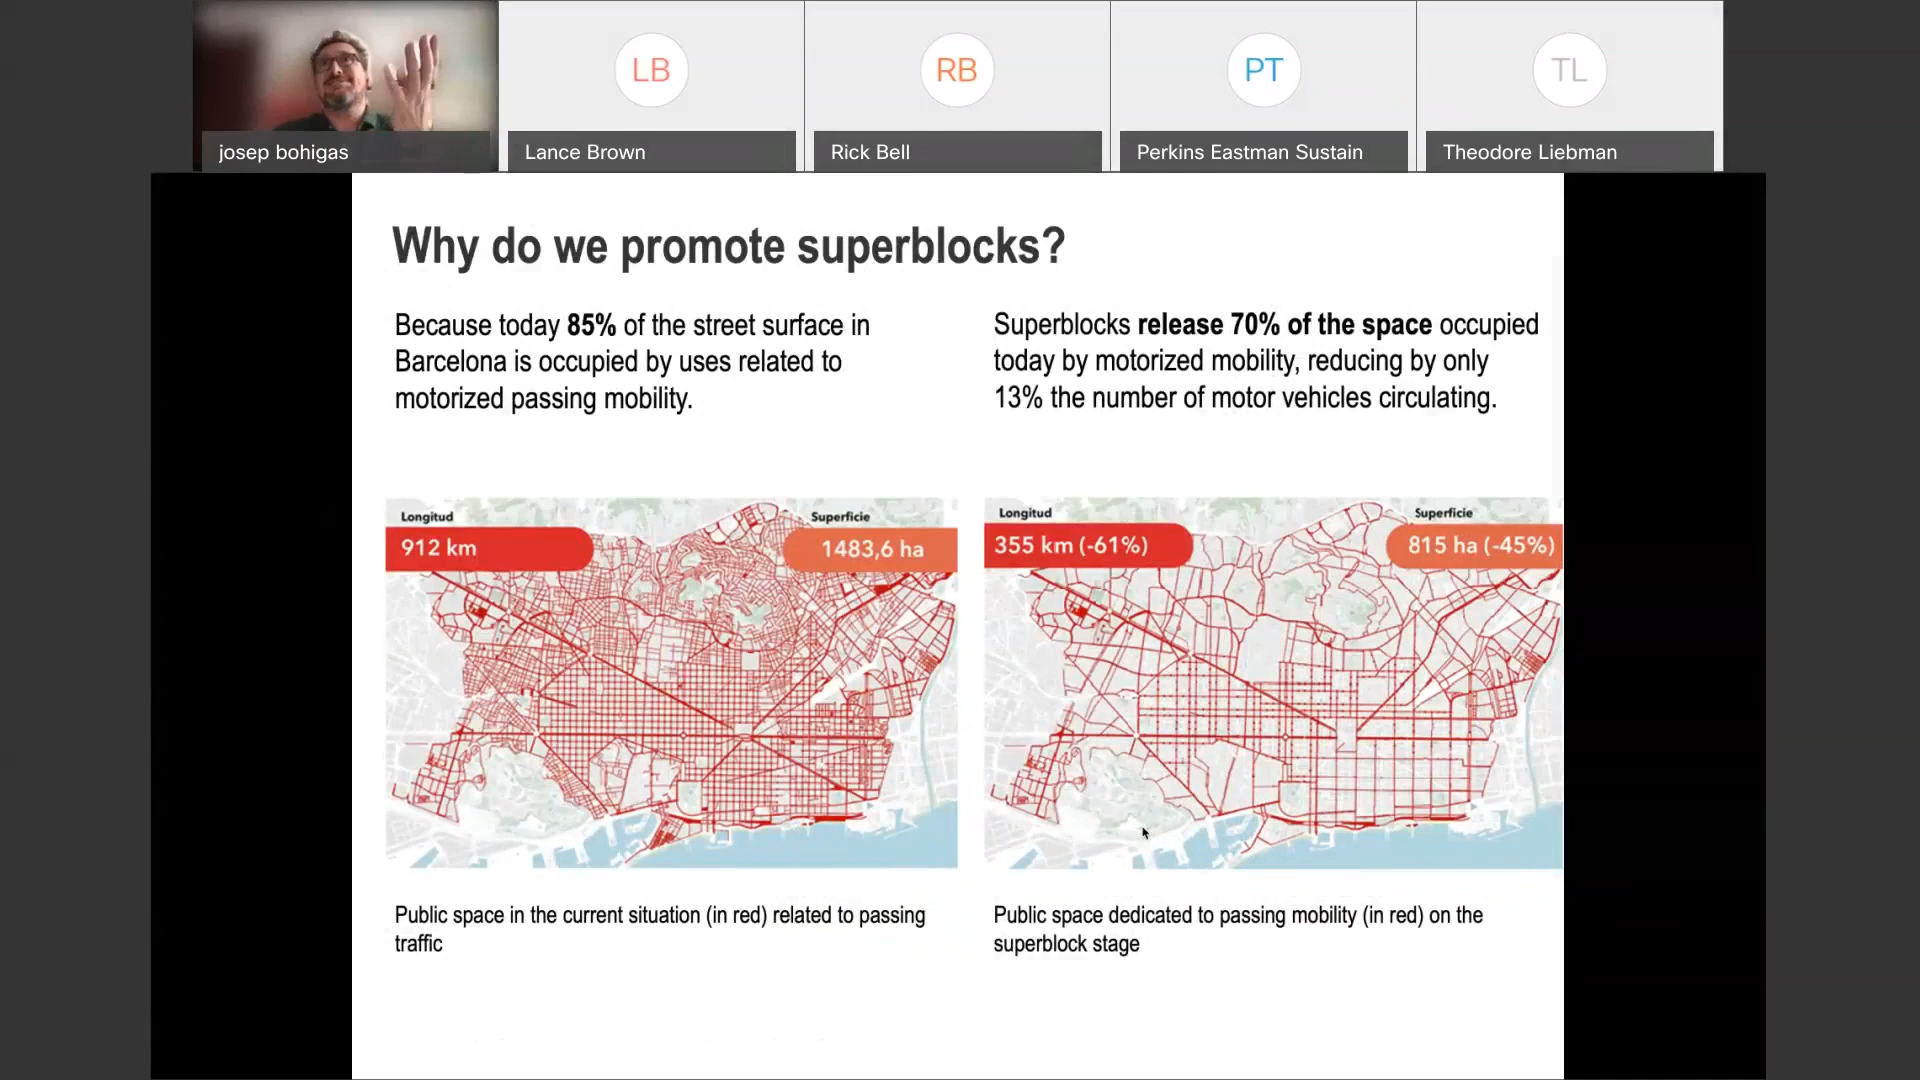 LB
RB
PT
TL
josep bohigas
Lance Brown
Rick Bell
Perkins Eastman Sustain
Theodore Liebman
Why do we promote superblocks?
Because today 85% of the street surface in
Barcelona is occupied by uses related to
motorized passing mobility.
Superblocks release 70% of the space occupied
today by motorized mobility, reducing by only
13% the number of motor vehicles circulating.
Longitud
912 km
Superficie
1483,6 ha
Longitud
355 km (-61%)
Superficie
815 ha (-45%)
Public space in the current situation (in red) related to passing
traffic
Public space dedicated to passing mobility (in red) on the
superblock stage